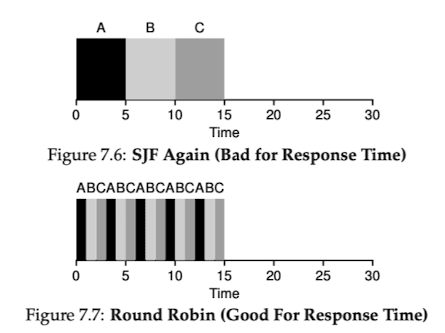 A B C
0 5 10 15 20 25 30
Time
Figure 7.6: SJF Again (Bad for Response Time)
ABCABCABCABCABC
0 5 10 15 20 25 30
Time
Figure 7.7: Round Robin (Good For Response Time)